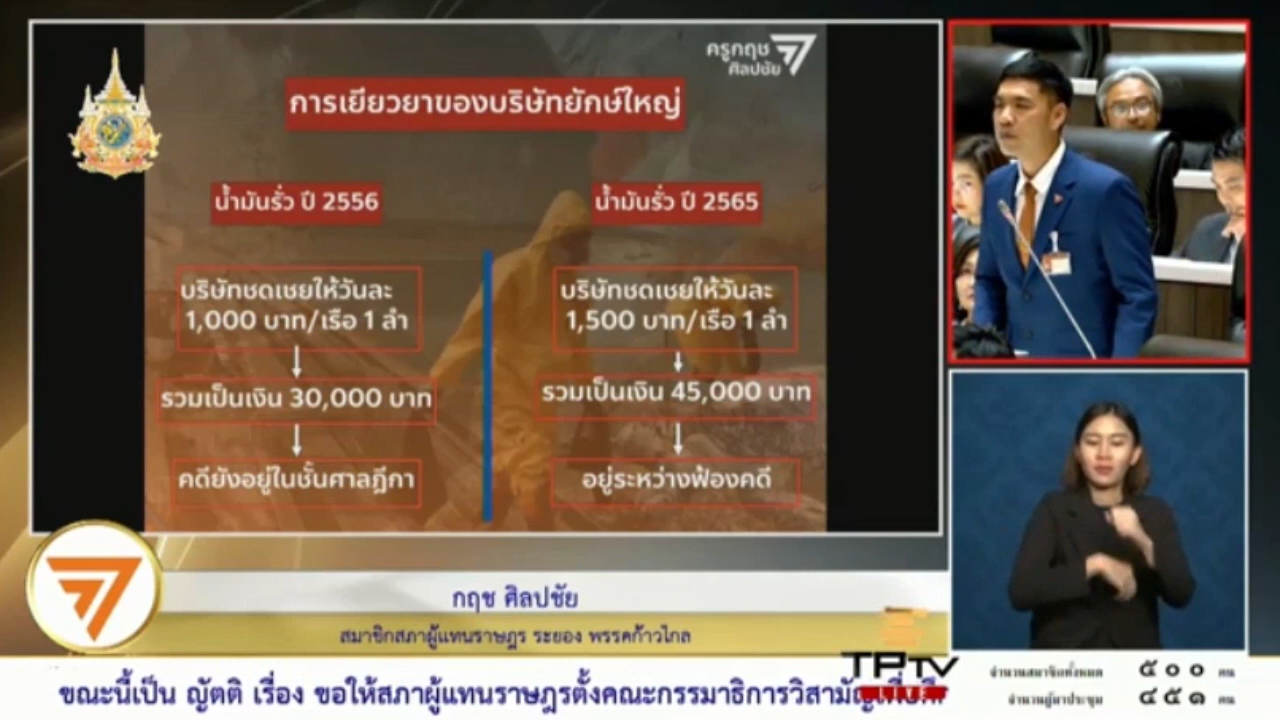 ครูกฤช
ศิลปชัย
การเยียวยาของบริษัทยักษ์ใหญ่
น้ำมันรั่ว ปี 2556
บริษัทชดเชยให้วันละ
1,000 บาท/เรือ 1 ลำ
รวมเป็นเงิน 30,000 บาท
คดียังอยู่ในชั้นศาลฎีกา
น้ำมันรั่ว ปี 2565
บริษัทชดเชยให้วันละ
1,500 บาท/เรือ 1 ลำ
รวมเป็นเงิน 45,000 บาท
อยู่ระหว่างฟ้องคดี
กฤช ศิลปชัย
สมาชิกสภาผู้แทนราษฎร ระยอง พรรคก้าวไกล
TPTV
LIVE
ขณะนี้เป็น ญัตติ เรื่อง ขอให้สภาผู้แทนราษฎรตั้งคณะกรรมาธิการวิสามัญ
จำนวนสมาชิกทั้งหมด ๕๐๐ คน
จำนวนผู้มาประชุม ๔๕๑ คน